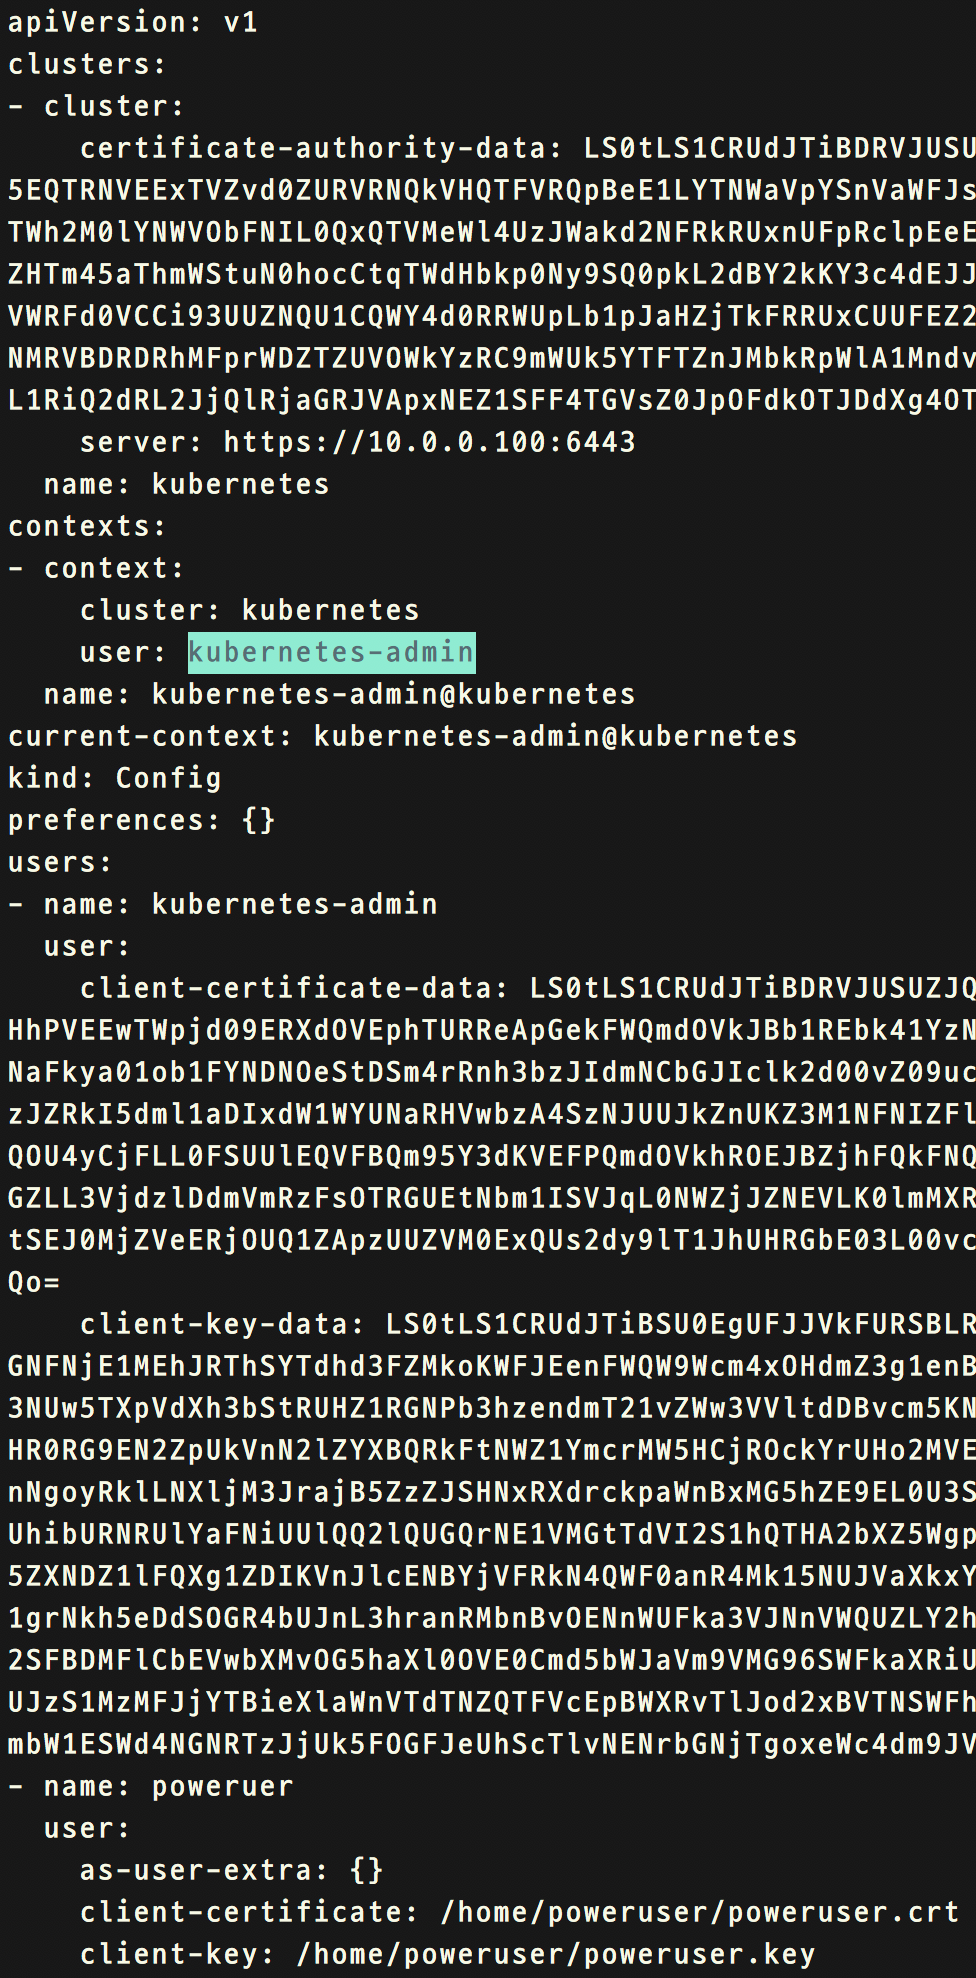 apiVersion: v1
clusters:
- cluster:
    certificate-authority-data: LS0tLS1CRUdJTiBDRVJUSU
5EQTRNVEExTVZvd0ZURVRNQkVHQTFVRQpBeE1LYTNWaVpYSnVaWFJs
TWh2M0lYNWVObFNIL0QxQTVMeWl4UzJWakd2NFRkRUxnUFpRclpEeE
ZHTm45aThmWStuN0hocCtqTWdHbkp0Ny9SQ0pkL2dBY2kKY3c4dEJJ
VWRFd0VCCi93UUZNQU1CQWY4d0RRWUpLb1pJaHZjTkFRRUxCUUFEZ2
NMRVBDRDRhMFprWDZTZUVOWkYzRC9mWUk5YTFTZnJMbkRpWlA1Mndv
L1RiQ2dRL2JjQlRjaGRJVApxNEZ1SFF4TGVsZ0JpOFdkOTJDdXg4OT
    server: https://10.0.0.100:6443
  name: kubernetes
contexts:
- context:
    cluster: kubernetes
    user: kubernetes-admin
  name: kubernetes-admin@kubernetes
current-context: kubernetes-admin@kubernetes
kind: Config
preferences: {}
users:
- name: kubernetes-admin
  user:
    client-certificate-data: LS0tLS1CRUdJTiBDRVJUSUZJQ
HhPVEEwTWpjd09ERXdOVEphTURReApGekFWQmdOVkJBb1REbk41YzN
NaFkya01ob1FYNDNOeStDSm4rRnh3bzJIdmNCbGJIclk2d00vZ09uc
zJZRkI5dml1aDIxdW1WYUNaRHVwbzA4SzNJUUJkZnUKZ3M1NFNIZFl
QOU4yCjFLL0FSUUlEQVFBQm95Y3dKVEFPQmdOVkhROEJBZjhFQkFNQ
GZLL3VjdzlDdmVmRzFsOTRGUEtNbm1ISVJqL0NWZjJZNEVLK0lmMXR
tSEJ0MjZVeERjOUQ1ZApzUUZVM0ExQUs2dy9lT1JhUHRGbE03L00vc
Qo=
    client-key-data: LS0tLS1CRUdJTiBSU0EgUFJJVkFURSBLR
GNFNjE1MEhJRThSYTdhd3FZMkoKWFJEenFWQW9Wcm4xOHdmZ3g1enB
3NUw5TXpVdXh3bStRUHZ1RGNPb3hzendmT21vZWw3VVltdDBvcm5KN
HR0RG9EN2ZpUkVnN2lZYXBQRkFtNWZ1YmcrMW5HCjROckYrUHo2MVE
nNgoyRklLNXljM3JrajB5ZzZJSHNxRXdrckpaWnBxMG5hZE9EL0U3S
UhibURNRUlYaFNiUUlQQ2lQUGQrNE1VMGtTdVI2S1hQTHA2bXZ5Wgp
5ZXNDZ1lFQXg1ZDIKVnJlcENBYjVFRkN4QWF0anR4Mk15NUJVaXkxY
1grNkh5eDdSOGR4bUJnL3hranRMbnBvOENnWUFka3VJNnVWQUZLY2h
2SFBDMFlCbEVwbXMvOG5haXl0OVE0Cmd5bWJaVm9VMG96SWFkaXRiU
UJzS1MzMFJjYTBieXlaWnVTdTNZQTFVcEpBWXRvTlJod2xBVTNSWFh
mbW1ESWd4NGNRTzJjUk5FOGFJeUhScTlvNENrbGNjTgoxeWc4dm9JV
- name: poweruer
  user:
    as-user-extra: {}
    client-certificate: /home/poweruser/poweruser.crt
    client-key: /home/poweruser/poweruser.key